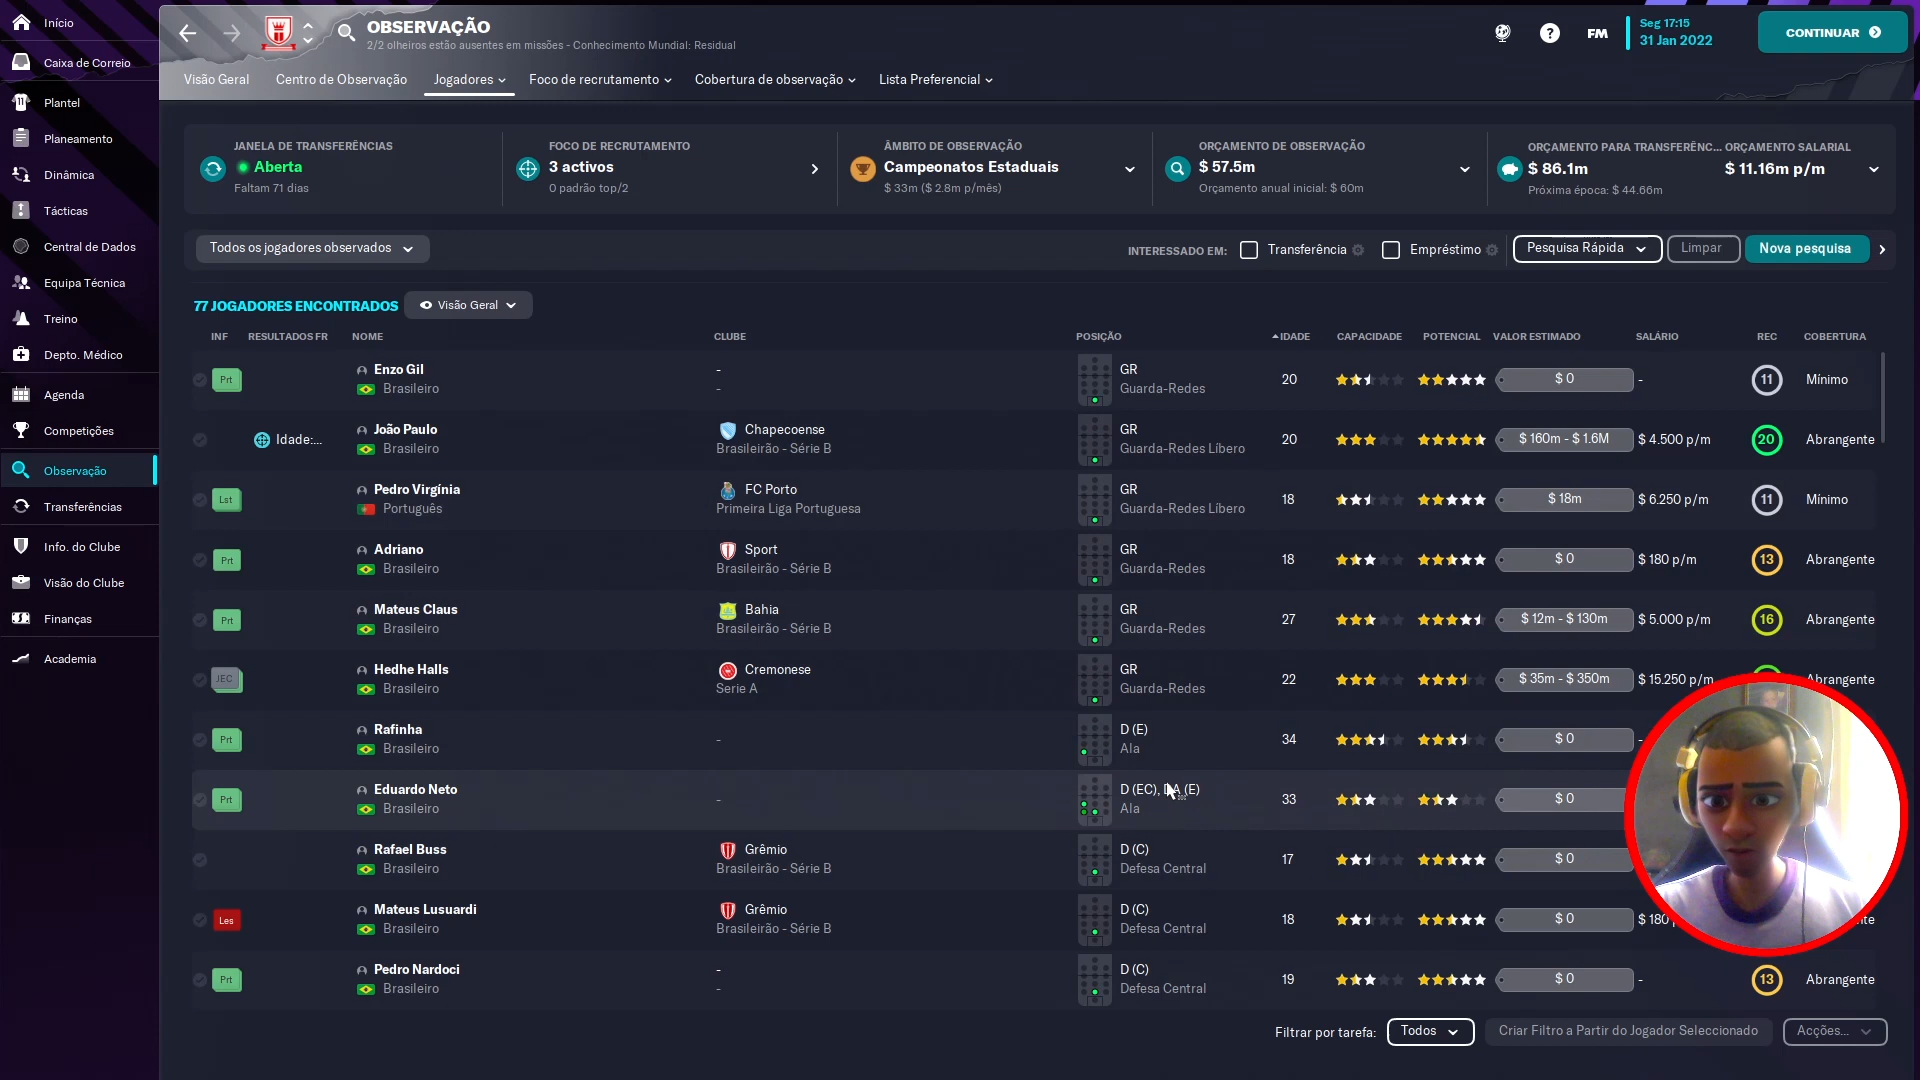 Início
Caixa de Correio
Plantel
Planeamento
Dinâmica
Tácticas
Central de Dados
Equipa Técnica
Treino
Depto. Médico
Agenda
Competições
Observação
Transferências
Info. do Clube
Visão do Clube
Finanças
Academia
OBSERVAÇÃO
2/2 olheiros estão ausentes em missões - Conhecimento Mundial: Residual
FM
Seg 17:15
31 Jan 2022
CONTINUAR
Visão Geral
Centro de Observação
Jogadores
Foco de recrutamento
Cobertura de observação
Lista Preferencial
JANELA DE TRANSFERÊNCIAS
Aberta
Faltam 71 dias
FOCO DE RECRUTAMENTO
3 activos
0 padrão top/2
ÂMBITO DE OBSERVAÇÃO
Campeonatos Estaduais
$ 33m ($ 2.8m p/mês)
ORÇAMENTO DE OBSERVAÇÃO
$ 57.5m
Orçamento anual inicial: $ 60m
ORÇAMENTO PARA TRANSFERÊNC... ORÇAMENTO SALARIAL
$ 86.1m $ 11.16m p/m
Próxima época: $ 44.66m
Todos os jogadores observados
INTERESSADO EM: Transferência Empréstimo
Pesquisa Rápida Limpar Nova pesquisa
77 JOGADORES ENCONTRADOS Visão Geral
INF RESULTADOS FR NOME CLUBE POSIÇÃO IDADE CAPACIDADE POTENCIAL VALOR ESTIMADO SALÁRIO REC COBERTURA
Prt Enzo Gil - GR 20 $ 0 - 11 Mínimo
Brasileiro - Guarda-Redes
Idade:... João Paulo Chapecoense GR 20 $ 160m - $ 1.6M $ 4.500 p/m 20 Abrangente
Brasileiro Brasileirão - Série B Guarda-Redes Líbero
Lst Pedro Virgínia FC Porto GR 18 $ 18m $ 6.250 p/m 11 Mínimo
Português Primeira Liga Portuguesa Guarda-Redes Líbero
Prt Adriano Sport GR 18 $ 0 $ 180 p/m 13 Abrangente
Brasileiro Brasileirão - Série B Guarda-Redes
Prt Mateus Claus Bahia GR 27 $ 12m - $ 130m $ 5.000 p/m 16 Abrangente
Brasileiro Brasileirão - Série B Guarda-Redes
JEC Hedhe Halls Cremonese GR 22 $ 35m - $ 350m $ 15.250 p/m Abrangente
Brasileiro Serie A Guarda-Redes
Prt Rafinha - D (E) 34 $ 0 -
Brasileiro Ala
Prt Eduardo Neto - D (EC), DA (E) 33 $ 0
Brasileiro Ala
Rafael Buss Grêmio D (C) 17 $ 0
Brasileiro Brasileirão - Série B Defesa Central
Les Mateus Lusuardi Grêmio D (C) 18 $ 0 $ 180
Brasileiro Brasileirão - Série B Defesa Central
Prt Pedro Nardoci - D (C) 19 $ 0 - 13 Abrangente
Brasileiro - Defesa Central
Filtrar por tarefa: Todos Criar Filtro a Partir do Jogador Seleccionado Acções...